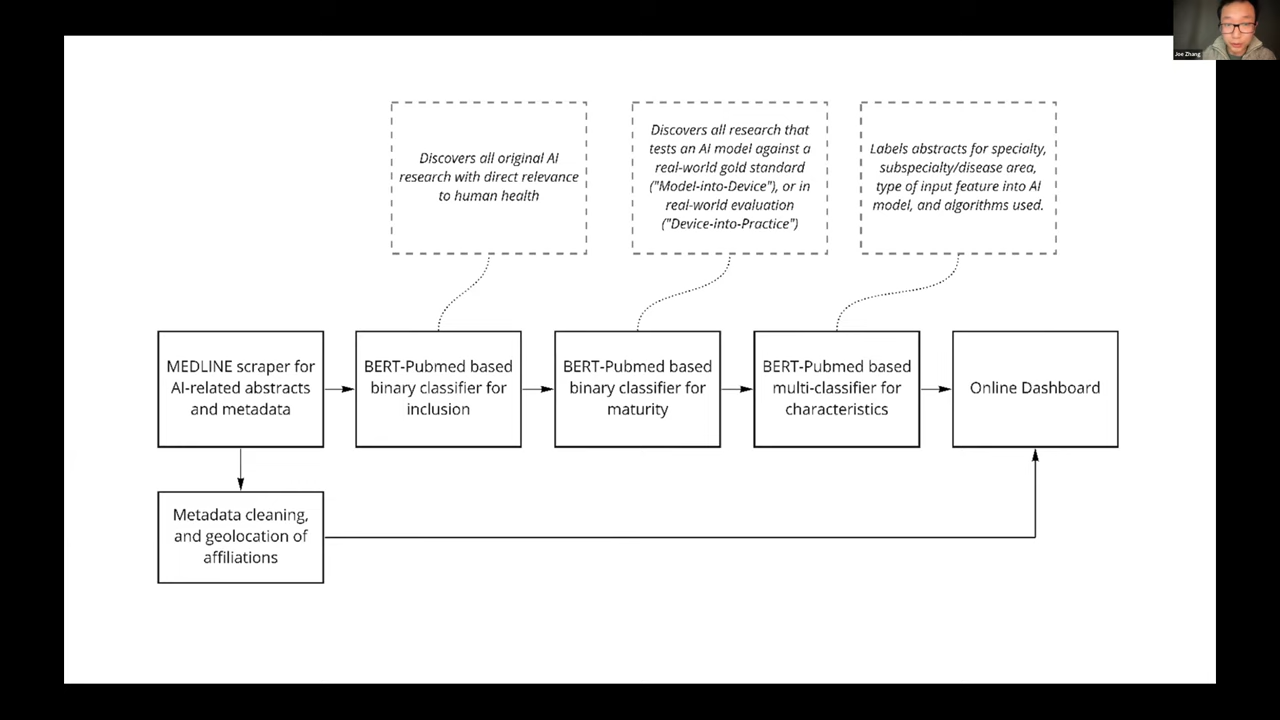 Joe Zhang
Discovers all original AI
research with direct relevance
to human health
Discovers all research that
tests an AI model against a
real-world gold standard
("Model-into-Device"), or in
real-world evaluation
("Device-into-Practice")
Labels abstracts for specialty,
subspecialty/disease area,
type of input feature into AI
model, and algorithms used.
MEDLINE scraper for
AI-related abstracts
and metadata
BERT-Pubmed based
binary classifier for
inclusion
BERT-Pubmed based
binary classifier for
maturity
BERT-Pubmed based
multi-classifier for
characteristics
Online Dashboard
Metadata cleaning,
and geolocation of
affiliations